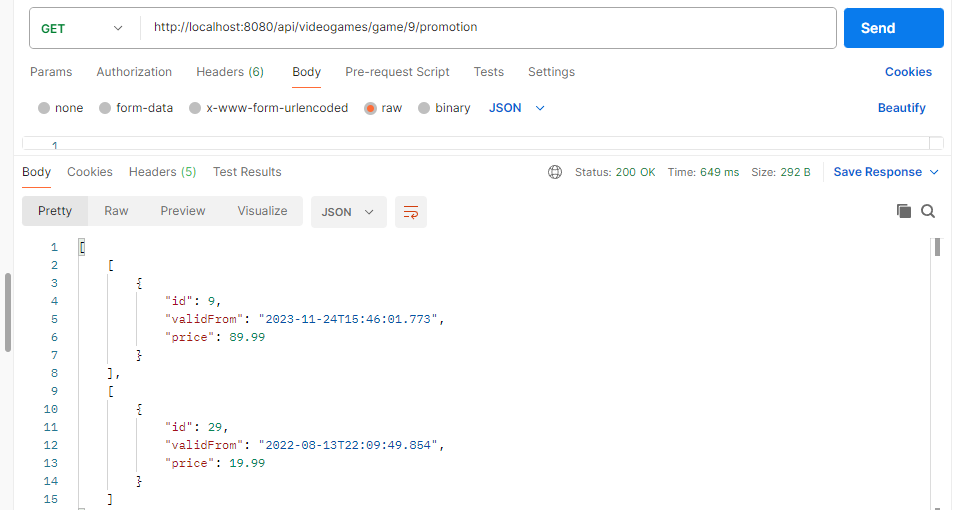 GET http://localhost:8080/api/videogames/game/9/promotion Send
Params Authorization Headers (6) Body Pre-request Script Tests Settings Cookies
none form-data x-www-form-urlencoded raw binary JSON Beautify
1
Body Cookies Headers (5) Test Results Status: 200 OK Time: 649 ms Size: 292 B Save Response
Pretty Raw Preview Visualize JSON
1 [
2 [
3 {
4 "id": 9,
5 "validFrom": "2023-11-24T15:46:01.773",
6 "price": 89.99
7 }
8 ],
9 [
10 {
11 "id": 29,
12 "validFrom": "2022-08-13T22:09:49.854",
13 "price": 19.99
14 }
15 ]